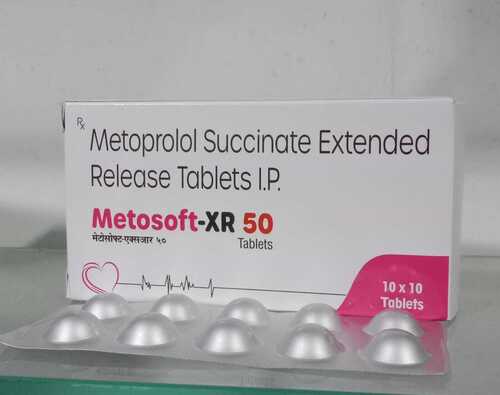 Rx
Metoprolol Succinate Extended
Release Tablets I.P.
Metosoft-XR 50
मेटोसोफ्ट-एक्सआर ५०
Tablets
10 x 10
Tablets